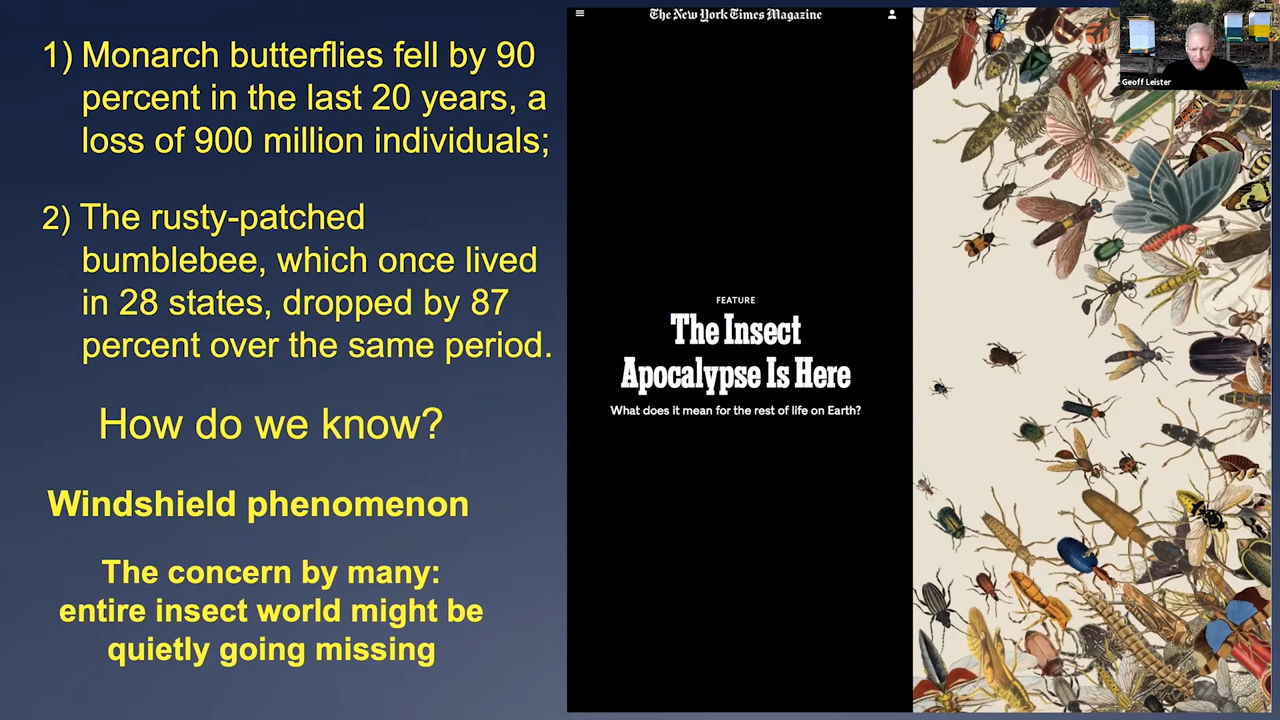 1) Monarch butterflies fell by 90
percent in the last 20 years, a
loss of 900 million individuals;
2) The rusty-patched
bumblebee, which once lived
in 28 states, dropped by 87
percent over the same period.
How do we know?
Windshield phenomenon
The concern by many:
entire insect world might be
quietly going missing
The New York Times Magazine
FEATURE
The Insect
Apocalypse Is Here
What does it mean for the rest of life on Earth?
Geoff Leister